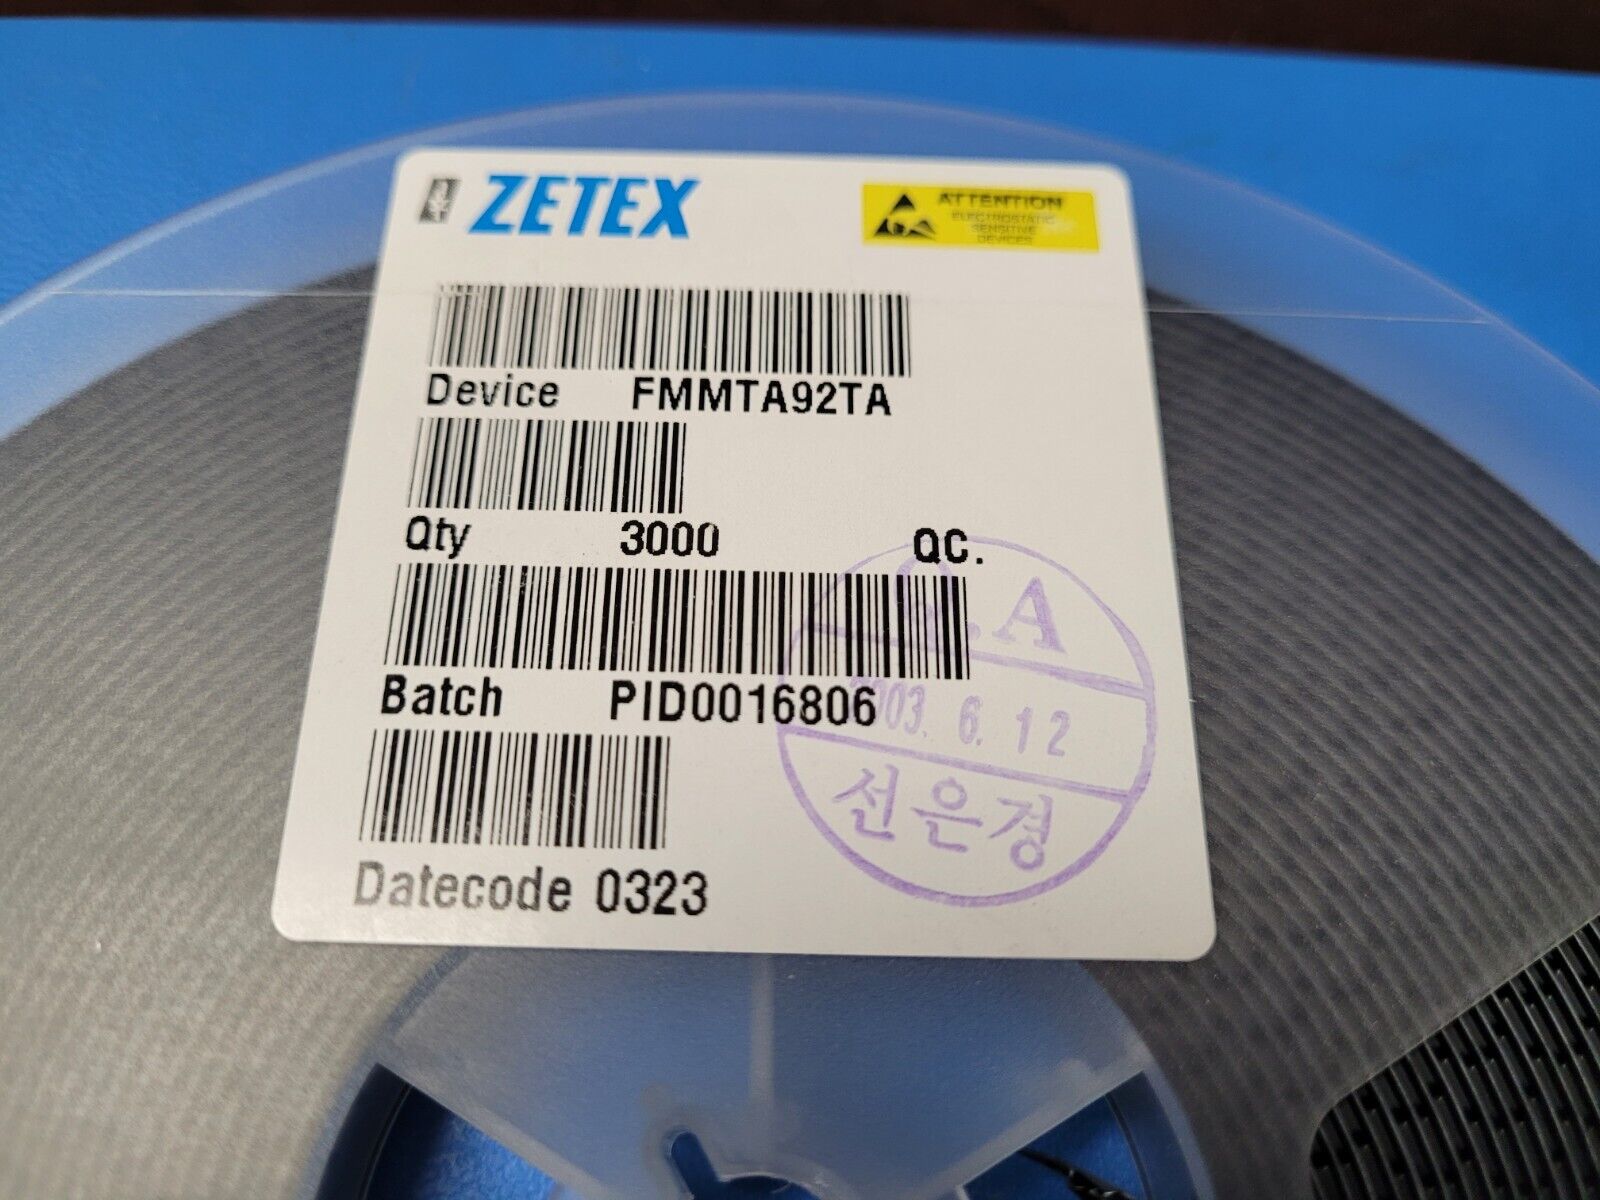 ZETEX
ATTENTION
ELECTROSTATIC
SENSITIVE
DEVICES
Device FMMTA92TA
Qty 3000 QC.
Q.A
Batch PID0016806
2003. 6. 12
선은경
Datecode 0323